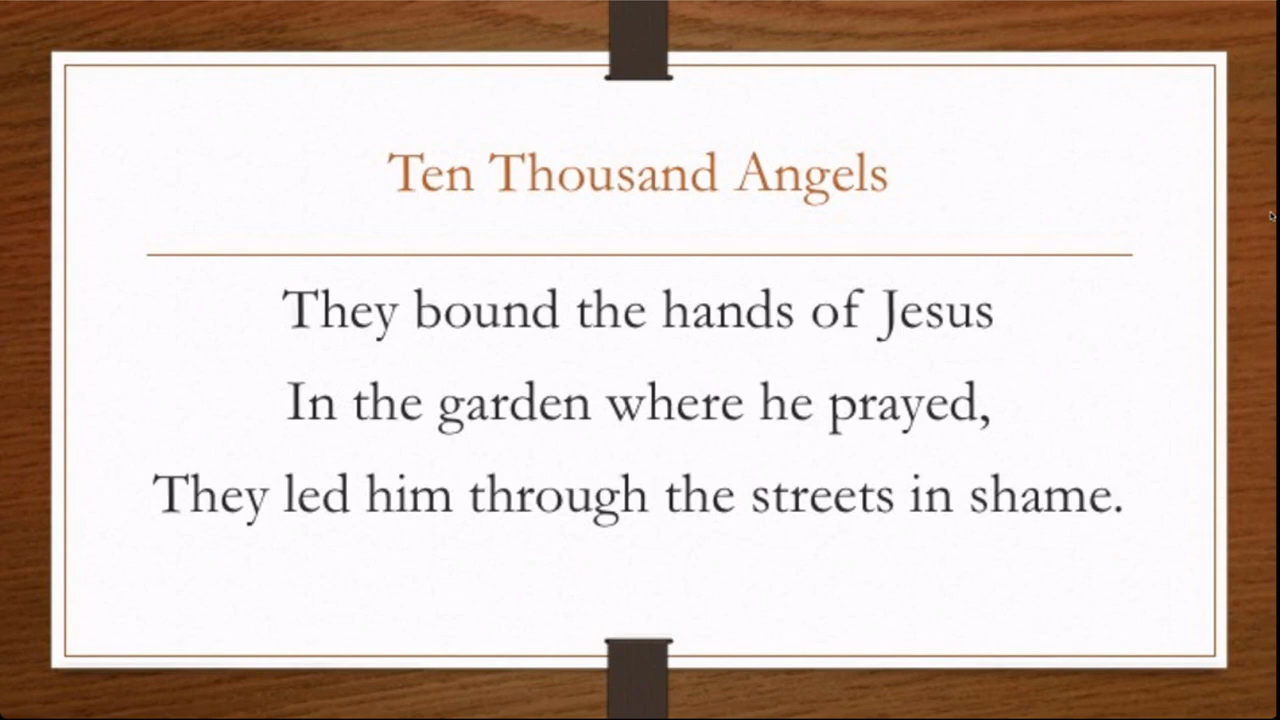 Ten Thousand Angels
They bound the hands of Jesus
In the garden where he prayed,
They led him through the streets in shame.